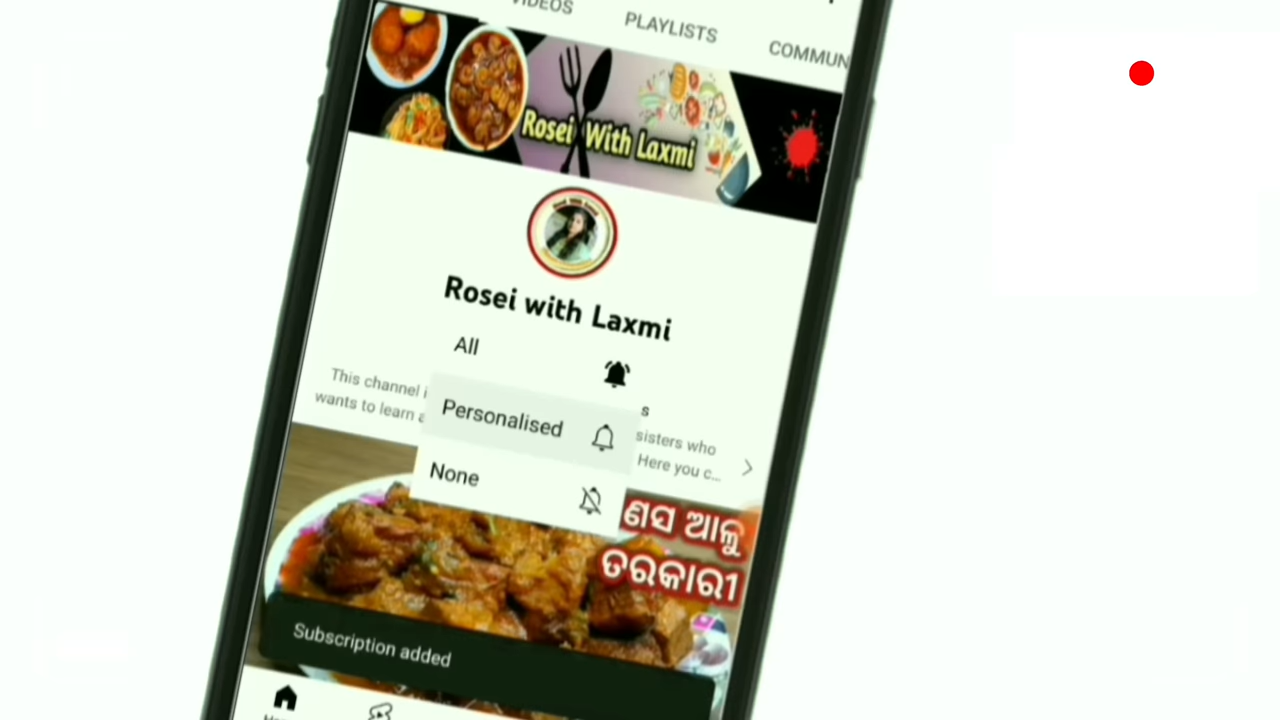 VIDEOS
PLAYLISTS
COMMUN
Rosei With Laxmi
Rosei with Laxmi
All
This channel i
s
wants to learn a
sisters who
Personalised
Here you c...
None
ଣସ ଆଳୁ
ତରକାରୀ
Subscription added